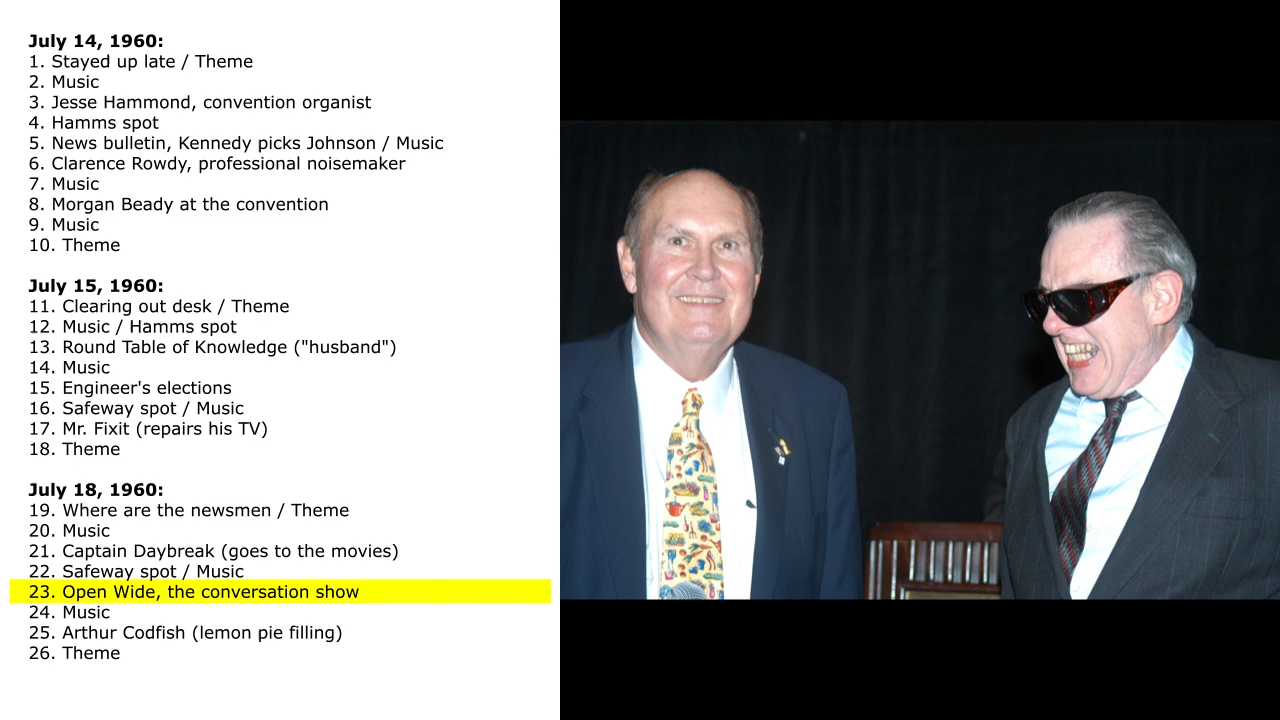 July 14, 1960:
1. Stayed up late / Theme
2. Music
3. Jesse Hammond, convention organist
4. Hamms spot
5. News bulletin, Kennedy picks Johnson / Music
6. Clarence Rowdy, professional noisemaker
7. Music
8. Morgan Beady at the convention
9. Music
10. Theme
July 15, 1960:
11. Clearing out desk / Theme
12. Music / Hamms spot
13. Round Table of Knowledge ("husband")
14. Music
15. Engineer's elections
16. Safeway spot / Music
17. Mr. Fixit (repairs his TV)
18. Theme
July 18, 1960:
19. Where are the newsmen / Theme
20. Music
21. Captain Daybreak (goes to the movies)
22. Safeway spot / Music
23. Open Wide, the conversation show
24. Music
25. Arthur Codfish (lemon pie filling)
26. Theme